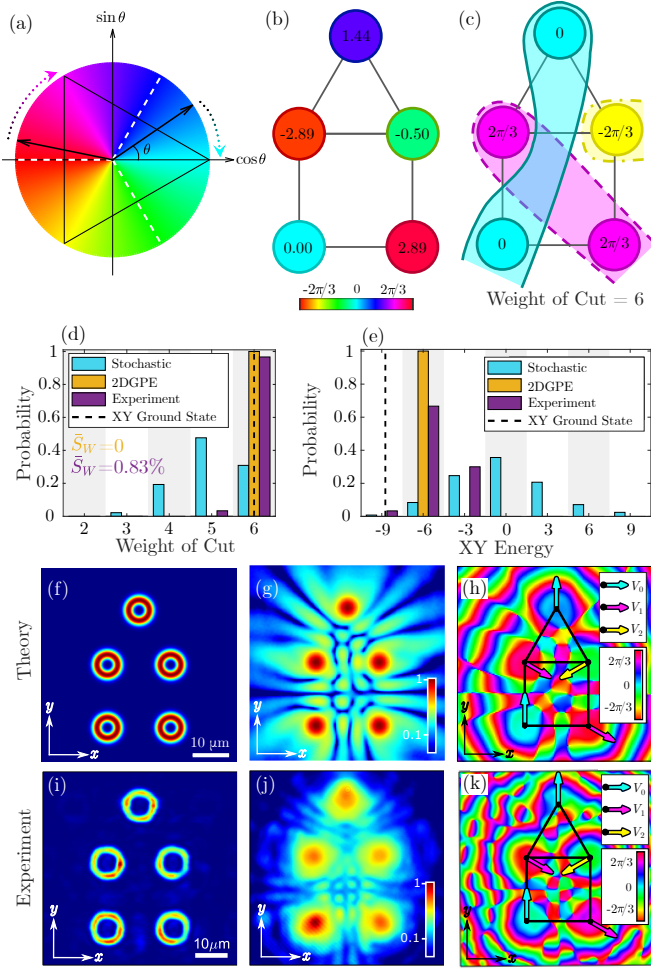 (a)
sin θ
cos θ
θ
(b)
1.44
-2.89
-0.50
0.00
2.89
-2π/3 0 2π/3
(c)
0
2π/3
-2π/3
0
2π/3
Weight of Cut = 6
(d)
Stochastic
2DGPE
Experiment
XY Ground State
S̄_W=0
S̄_W=0.83%
Probability
1
0.8
0.6
0.4
0.2
0
2 3 4 5 6
Weight of Cut
(e)
Stochastic
2DGPE
Experiment
XY Ground State
Probability
1
0.8
0.6
0.4
0.2
0
-9 -6 -3 0 3 6 9
XY Energy
Theory
(f)
y
x
10 μm
(g)
y
x
1
0.1
(h)
V₀
V₁
V₂
2π/3
0
-2π/3
y
x
Experiment
(i)
y
x
10μm
(j)
y
x
1
0.1
(k)
V₀
V₁
V₂
2π/3
0
-2π/3
y
x